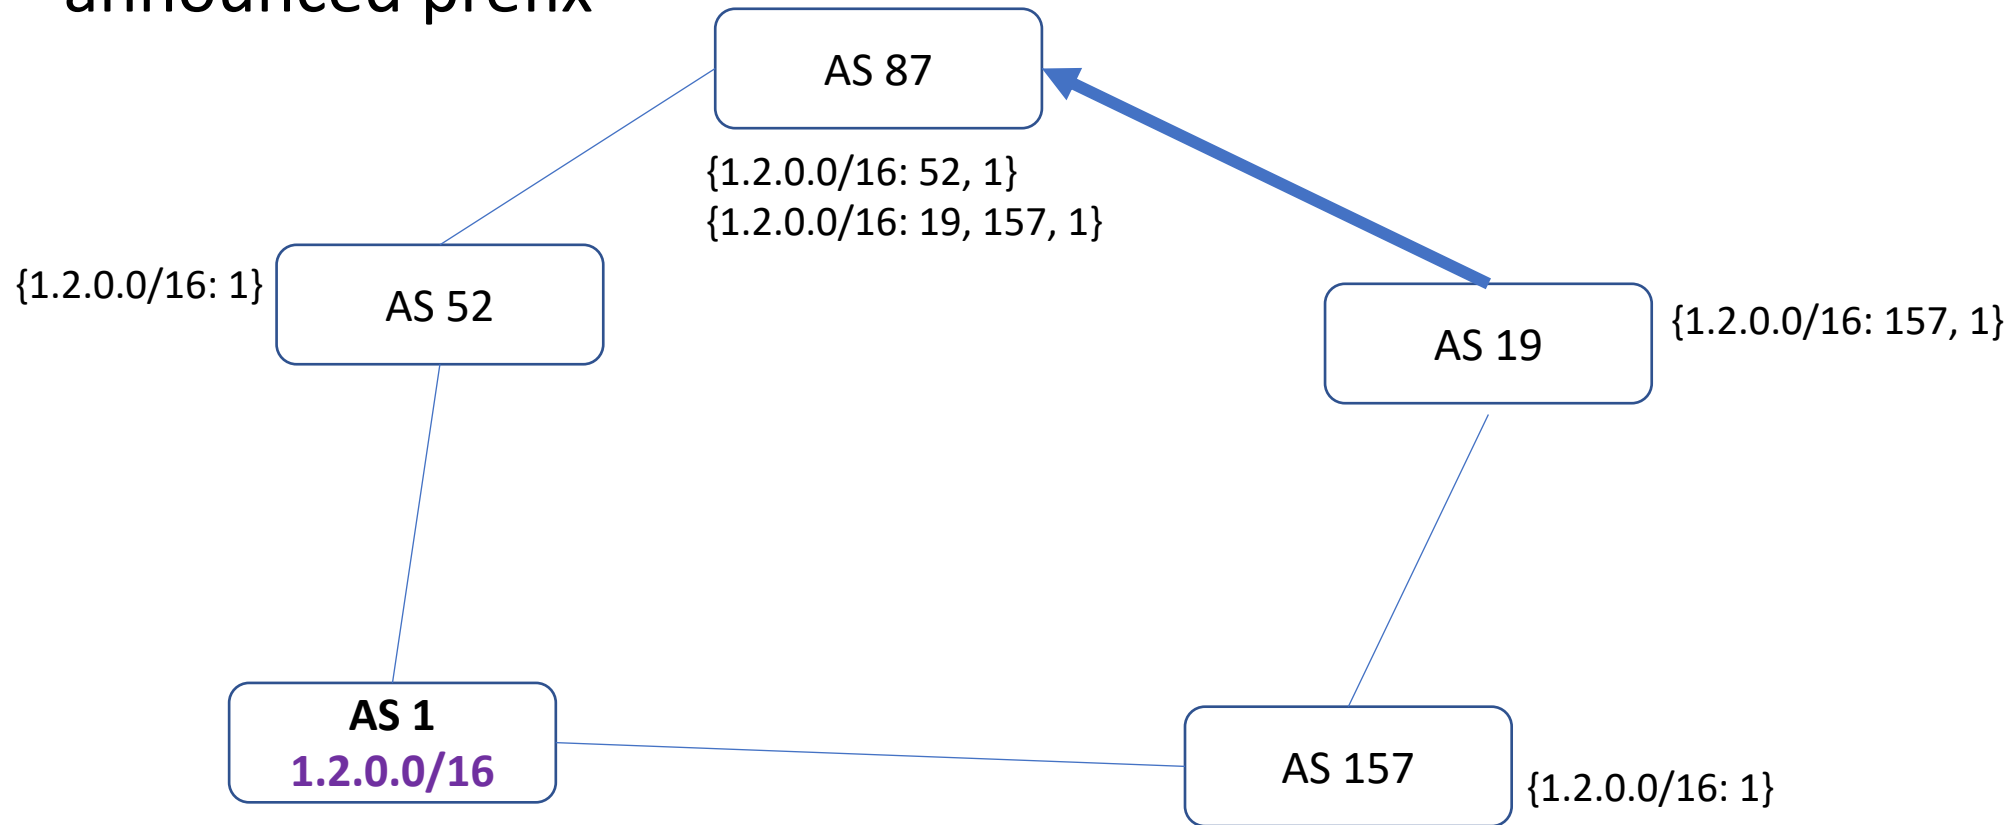 announced prefix
AS 87
{1.2.0.0/16: 52, 1}
{1.2.0.0/16: 19, 157, 1}
{1.2.0.0/16: 1}
AS 52
AS 19
{1.2.0.0/16: 157, 1}
AS 1
1.2.0.0/16
AS 157
{1.2.0.0/16: 1}